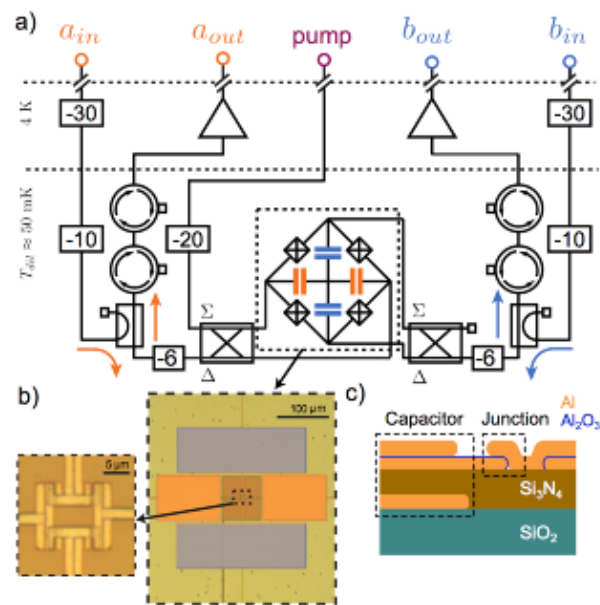 a)
a_in
a_out
pump
b_out
b_in
4 K
-30
-30
T_dil ≈ 50 mK
-10
-20
-10
Σ
Σ
-6
-6
Δ
Δ
b)
100 μm
5 μm
c)
Capacitor
Junction
Al
Al₂O₃
Si₃N₄
SiO₂